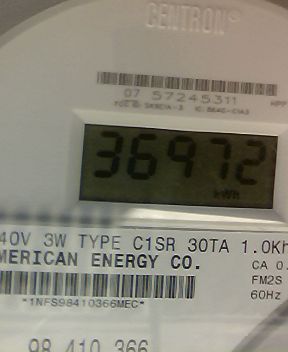 CENTRON®
07 57245311
36972
kWh
40V 3W TYPE C1SR 30TA 1.0Kh
MERICAN ENERGY CO.
CA 0.
FM2S
*1NFS98410366MEC*
60Hz
98 410 366